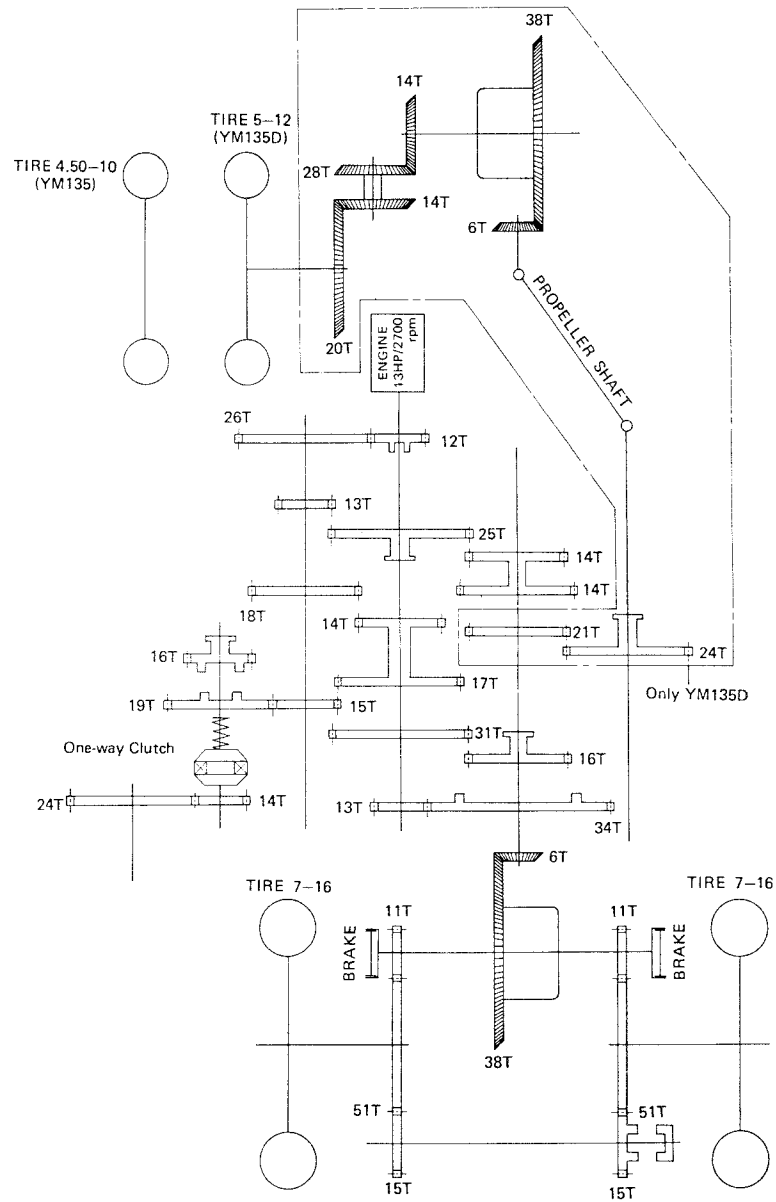 38T
14T
TIRE 5–12
(YM135D)
TIRE 4.50–10
(YM135)
28T
14T
6T
PROPELLER SHAFT
20T
ENGINE
13HP/2700
rpm
26T
12T
13T
25T
14T
14T
18T
14T
21T
16T
24T
17T
Only YM135D
19T
15T
31T
One-way Clutch
16T
24T
14T
13T
34T
6T
TIRE 7–16
TIRE 7–16
11T
11T
BRAKE
BRAKE
38T
51T
51T
15T
15T